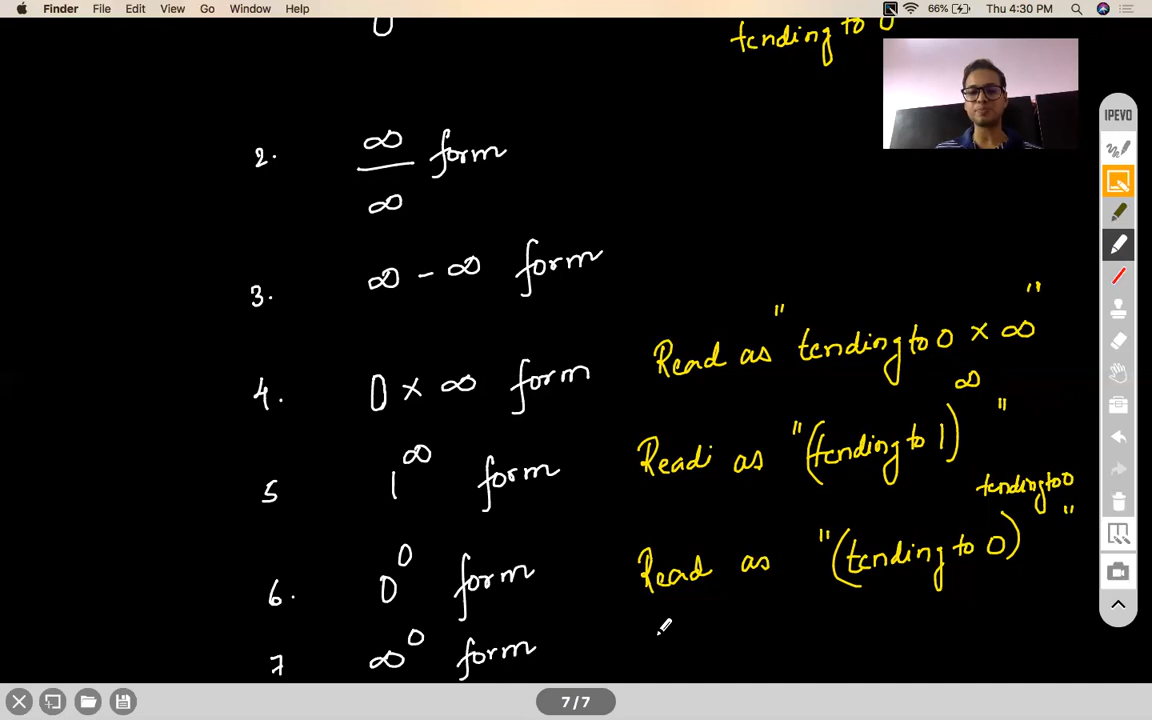 Finder File Edit View Go Window Help 66% Thu 4:30 PM
0
tending to 0
IPEVO
2. ∞/∞ form
3. ∞ - ∞ form
4. 0 × ∞ form Read as "tending to 0 × ∞"
5 1^∞ form Readi as "(tending to 1)^∞"
6. 0^0 form Read as "(tending to 0)^tending to 0"
7 ∞^0 form
7 / 7